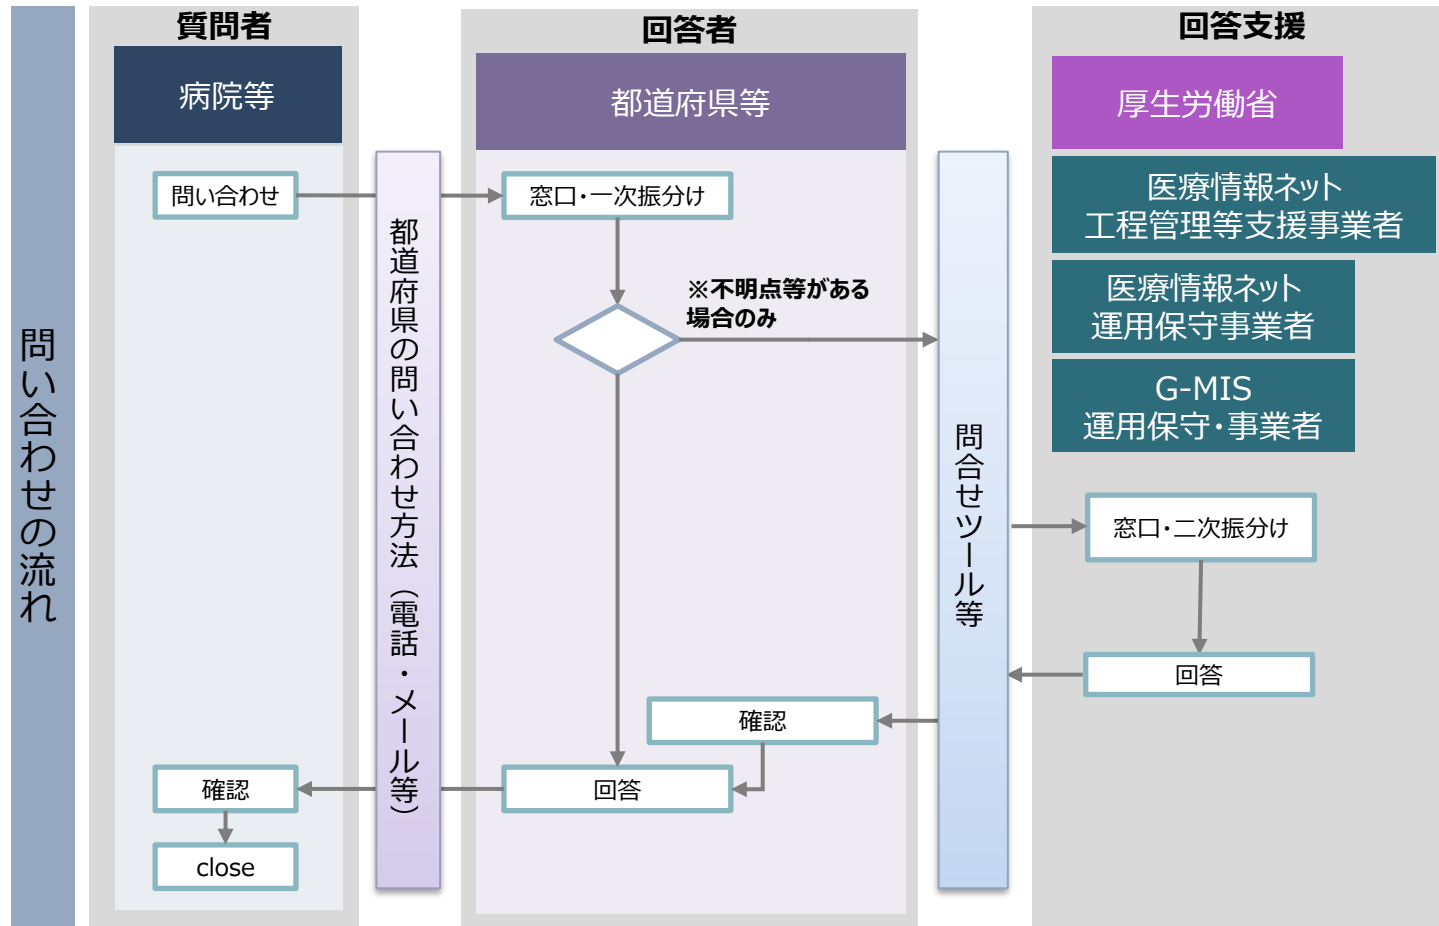 問い合わせの流れ
質問者
病院等
問い合わせ
確認
close
都道府県の問い合わせ方法（電話・メール等）
回答者
都道府県等
窓口・一次振分け
※不明点等がある
場合のみ
確認
回答
問合せツール等
回答支援
厚生労働省
医療情報ネット
工程管理等支援事業者
医療情報ネット
運用保守事業者
G-MIS
運用保守・事業者
窓口・二次振分け
回答